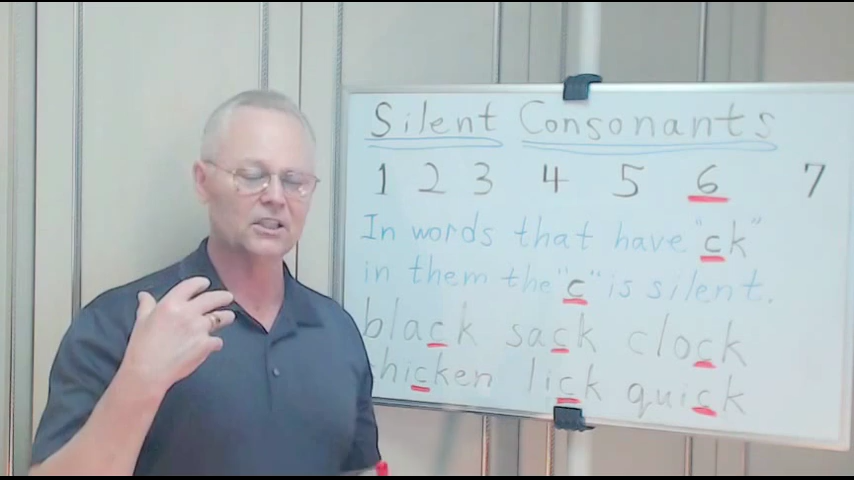 Silent Consonants
1 2 3 4 5 6 7
In words that have "ck"
in them the "c" is silent.
black sack clock
hicken lick quick